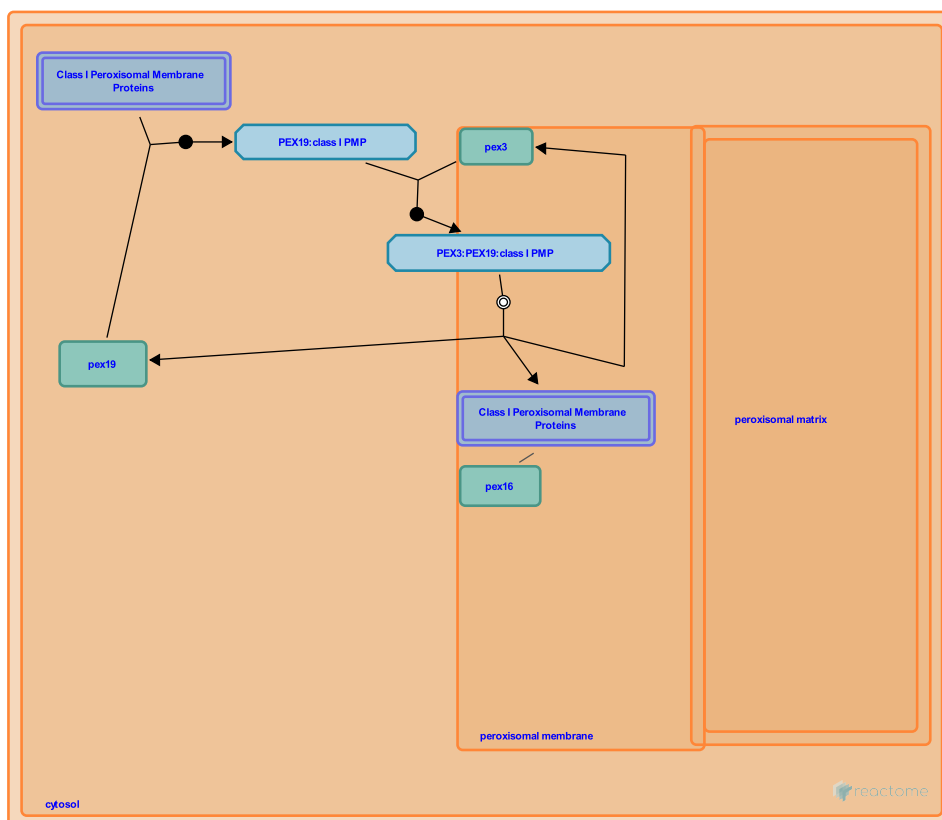 Class I Peroxisomal Membrane
Proteins
PEX19:class I PMP
pex3
PEX3:PEX19:class I PMP
pex19
Class I Peroxisomal Membrane
Proteins
peroxisomal matrix
pex16
peroxisomal membrane
reactome
cytosol